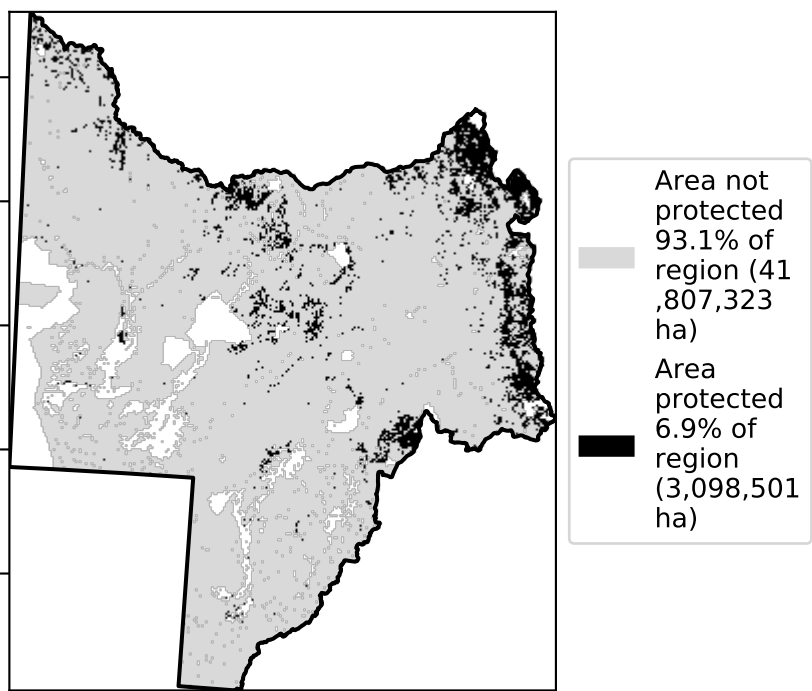 Area not
protected
93.1% of
region (41
,807,323
ha)
Area
protected
6.9% of
region
(3,098,501
ha)